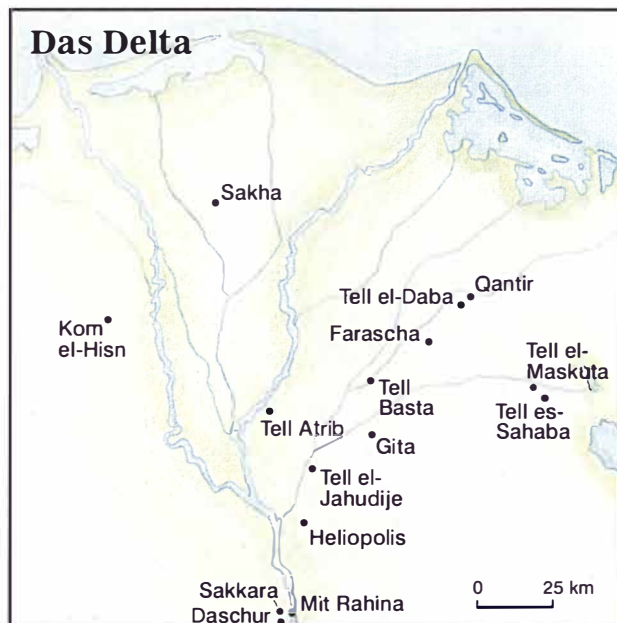 Das Delta
Sakha
Qantir
Tell el-Daba
Kom
el-Hisn
Farascha
Tell el-
Maskuta
Tell
Basta
Tell es-
Sahaba
Tell Atrib
Gita
Tell el-
Jahudije
Heliopolis
Sakkara
Mit Rahina
Daschur
0 25 km